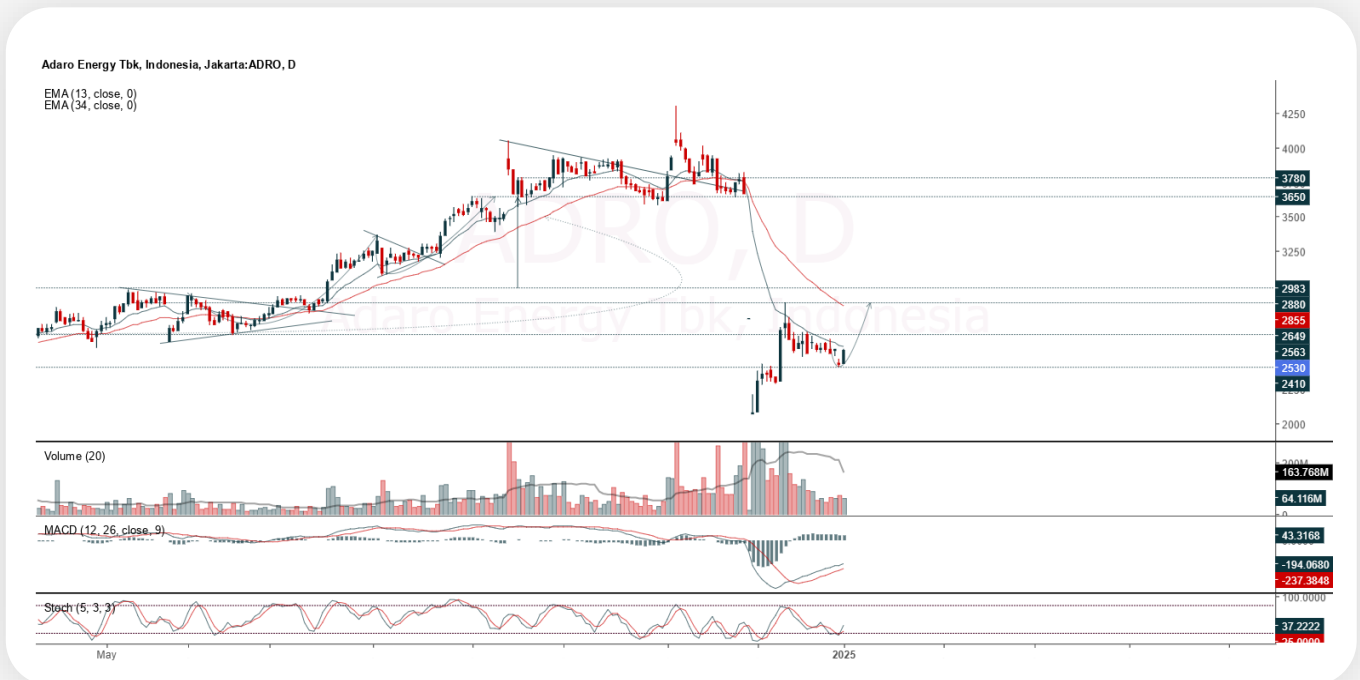 Adaro Energy Tbk, Indonesia, Jakarta:ADRO, D
EMA (13, close, 0)
EMA (34, close, 0)
4250
4000
3780
3650
3500
3250
2983
2880
2855
2649
2563
2530
2410
2000
ADRO, D
Adaro Energy Tbk, Indonesia
Volume (20)
200M
163.768M
64.116M
0
MACD (12, 26, close, 9)
43.3168
-194.0680
-237.3848
Stoch (5, 3, 3)
100.0000
37.2222
May
2025